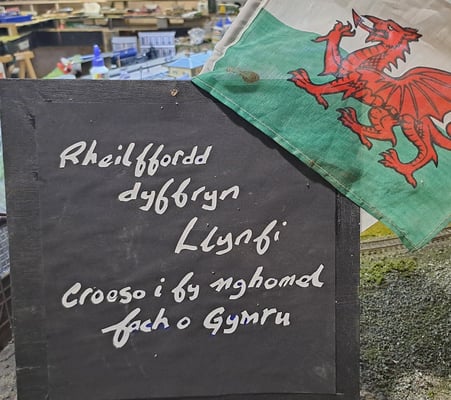 Rheilffordd
dyffryn
Llynfi
Croeso i fy nghornel
fach o Gymru